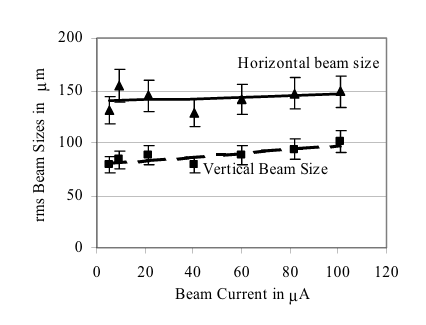 200
Horizontal beam size
150
100
Vertical Beam Size
50
0
rms Beam Sizes in μm
0 20 40 60 80 100 120
Beam Current in μA